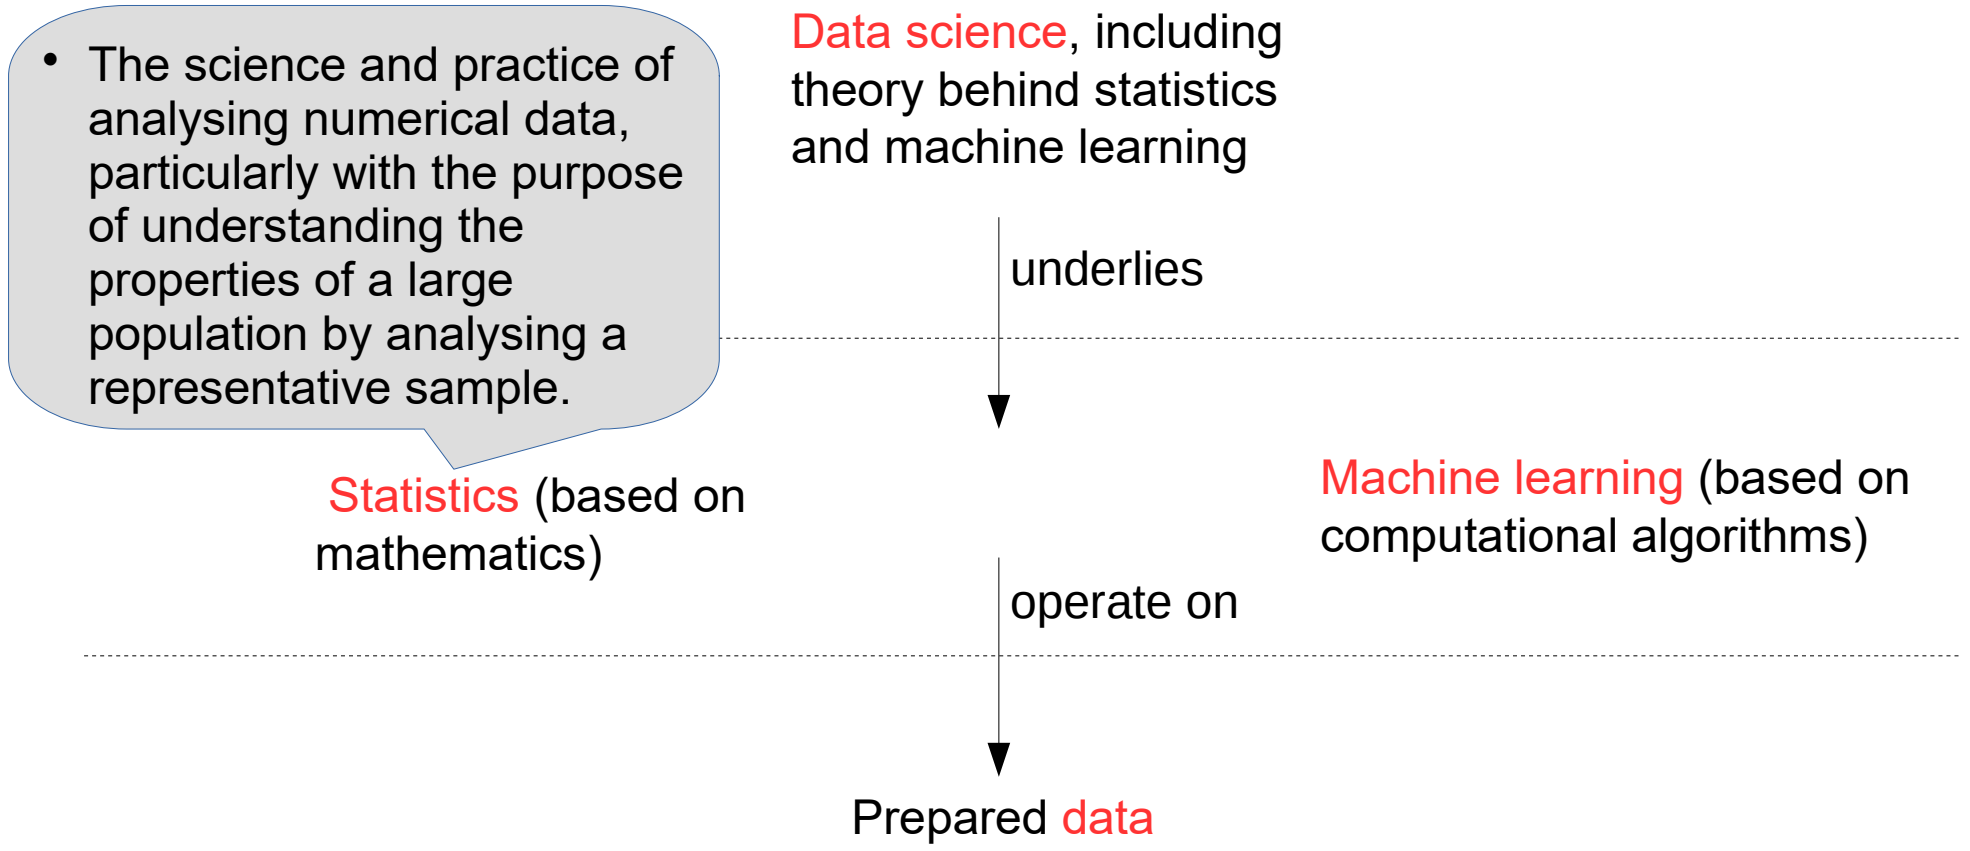 • The science and practice of
analysing numerical data,
particularly with the purpose
of understanding the
properties of a large
population by analysing a
representative sample.
Data science, including
theory behind statistics
and machine learning
underlies
Statistics (based on
mathematics)
Machine learning (based on
computational algorithms)
operate on
Prepared data